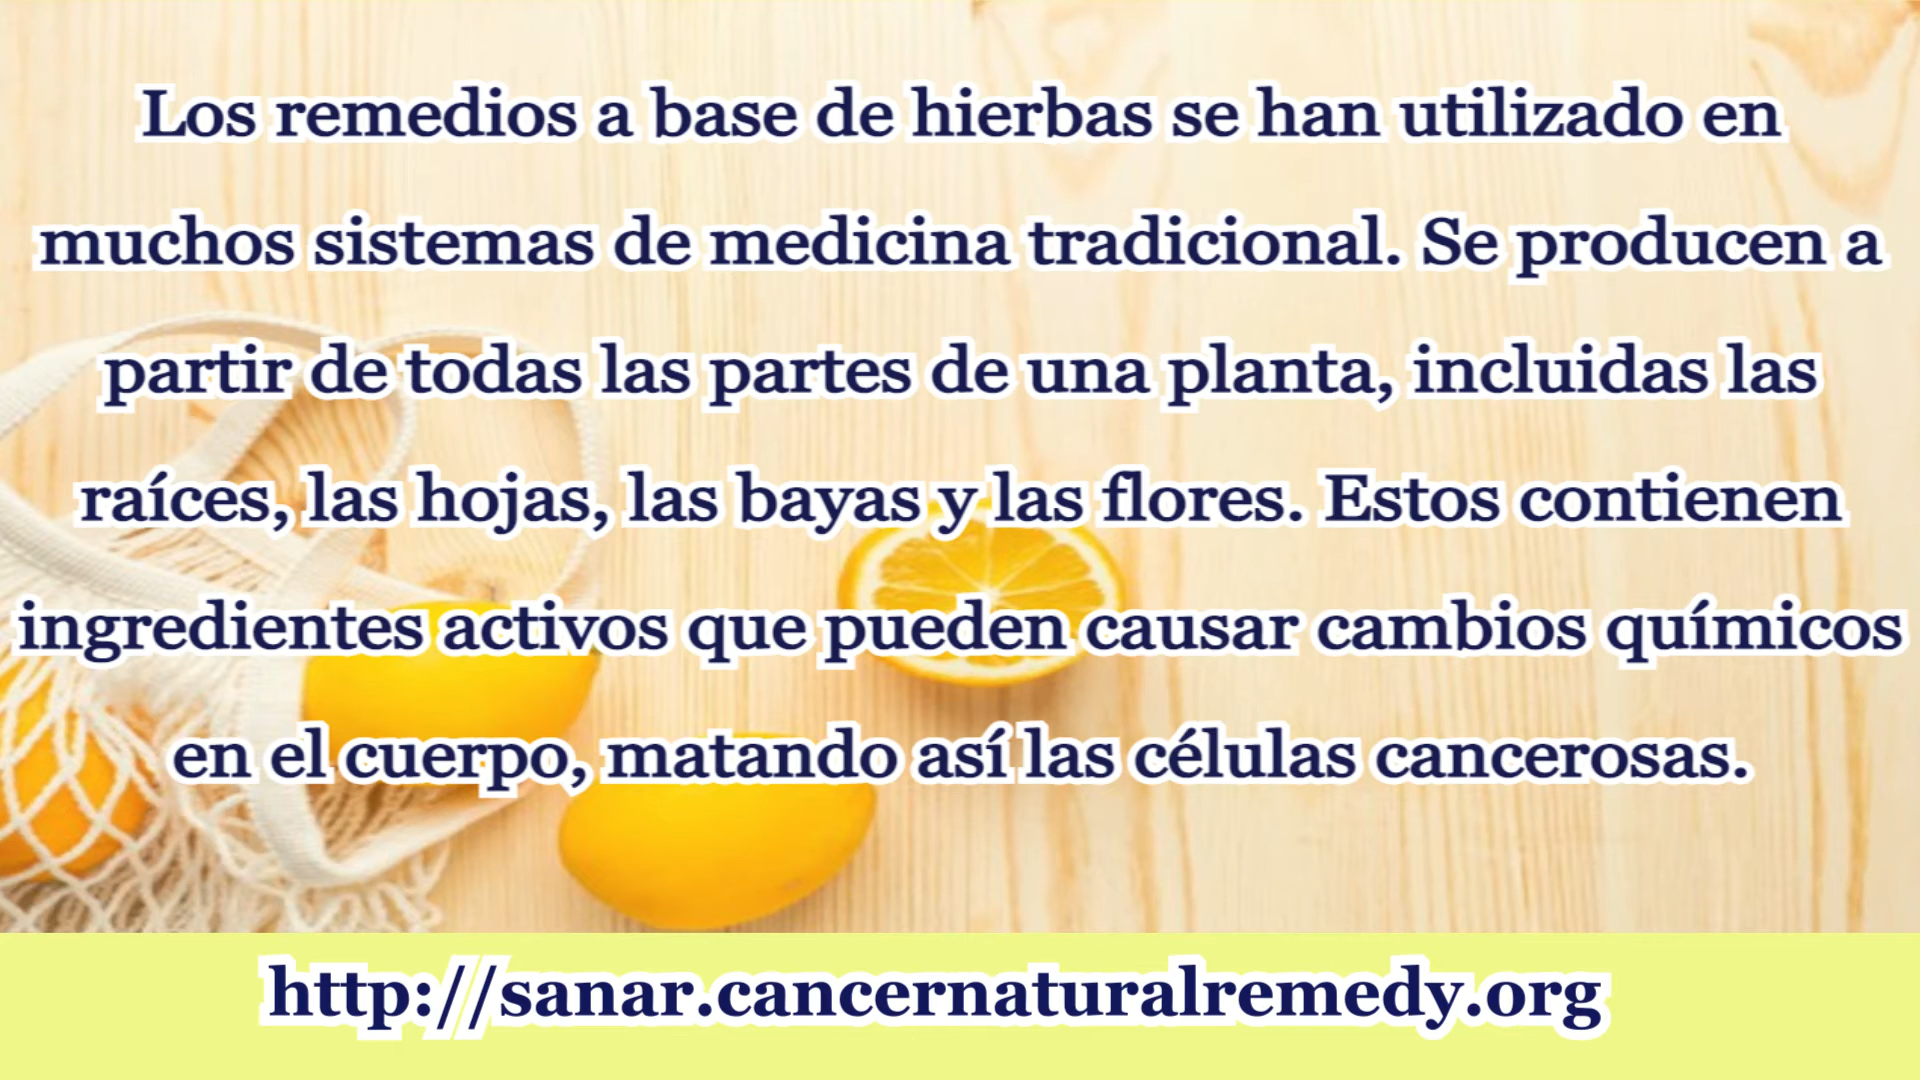 Los remedios a base de hierbas se han utilizado en
muchos sistemas de medicina tradicional. Se producen a
partir de todas las partes de una planta, incluidas las
raíces, las hojas, las bayas y las flores. Estos contienen
ingredientes activos que pueden causar cambios químicos
en el cuerpo, matando así las células cancerosas.
http://sanar.cancernaturalremedy.org